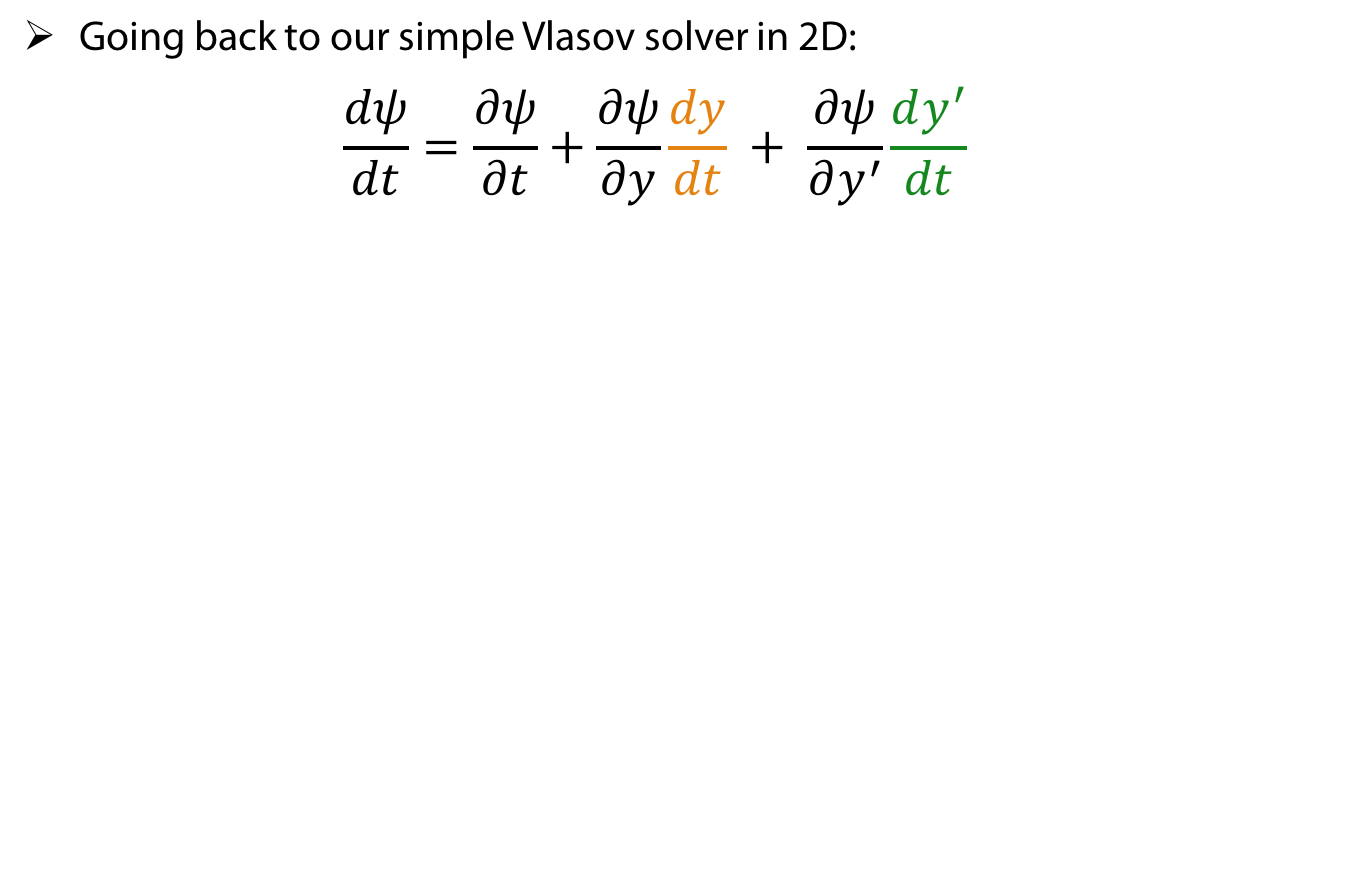 ➢ Going back to our simple Vlasov solver in 2D:
dψ/dt = ∂ψ/∂t + ∂ψ/∂y dy/dt + ∂ψ/∂y′ dy′/dt